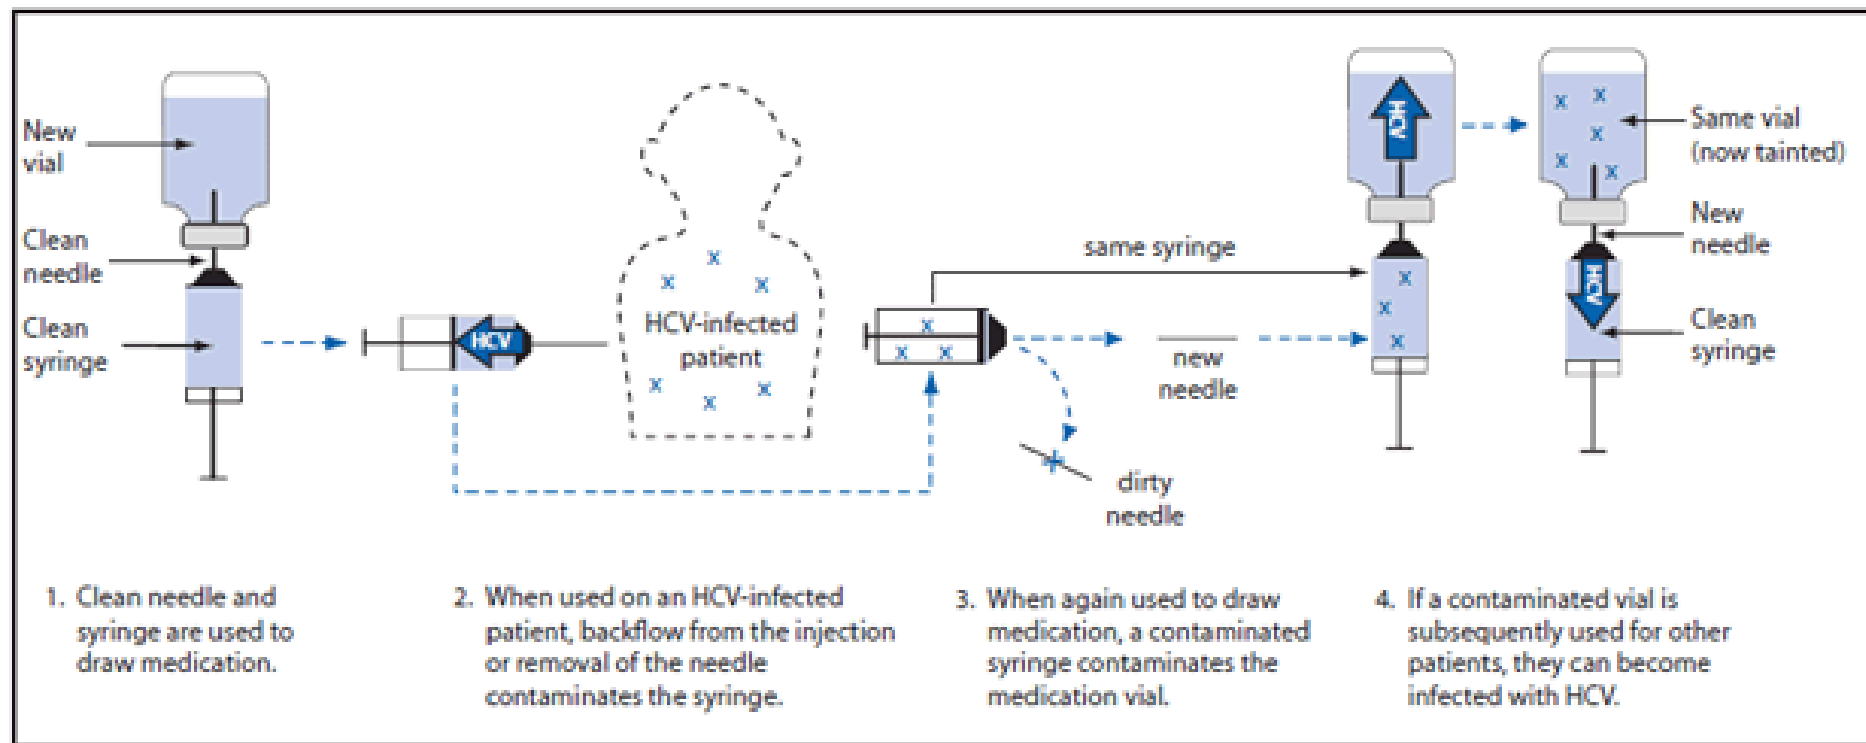 New
vial
Clean
needle
Clean
syringe
HCV
HCV-infected
patient
same syringe
new
needle
dirty
needle
HCV
HCV
Same vial
(now tainted)
New
needle
Clean
syringe
1. Clean needle and
syringe are used to
draw medication.
2. When used on an HCV-infected
patient, backflow from the injection
or removal of the needle
contaminates the syringe.
3. When again used to draw
medication, a contaminated
syringe contaminates the
medication vial.
4. If a contaminated vial is
subsequently used for other
patients, they can become
infected with HCV.